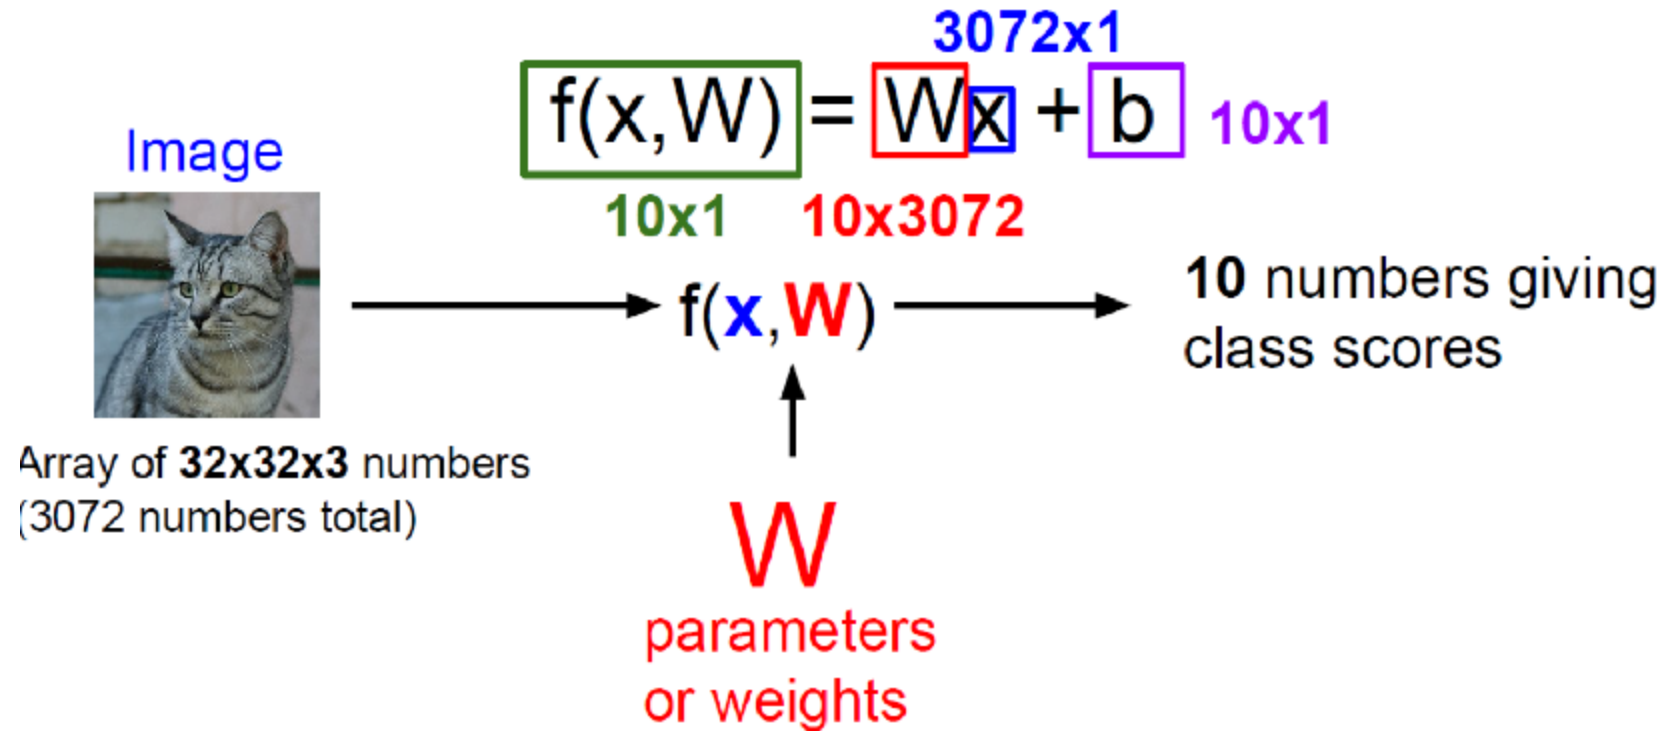 3072x1
f(x,W) = Wx + b 10x1
10x1 10x3072
Image
f(x,W)
10 numbers giving
class scores
Array of 32x32x3 numbers
(3072 numbers total)
W
parameters
or weights